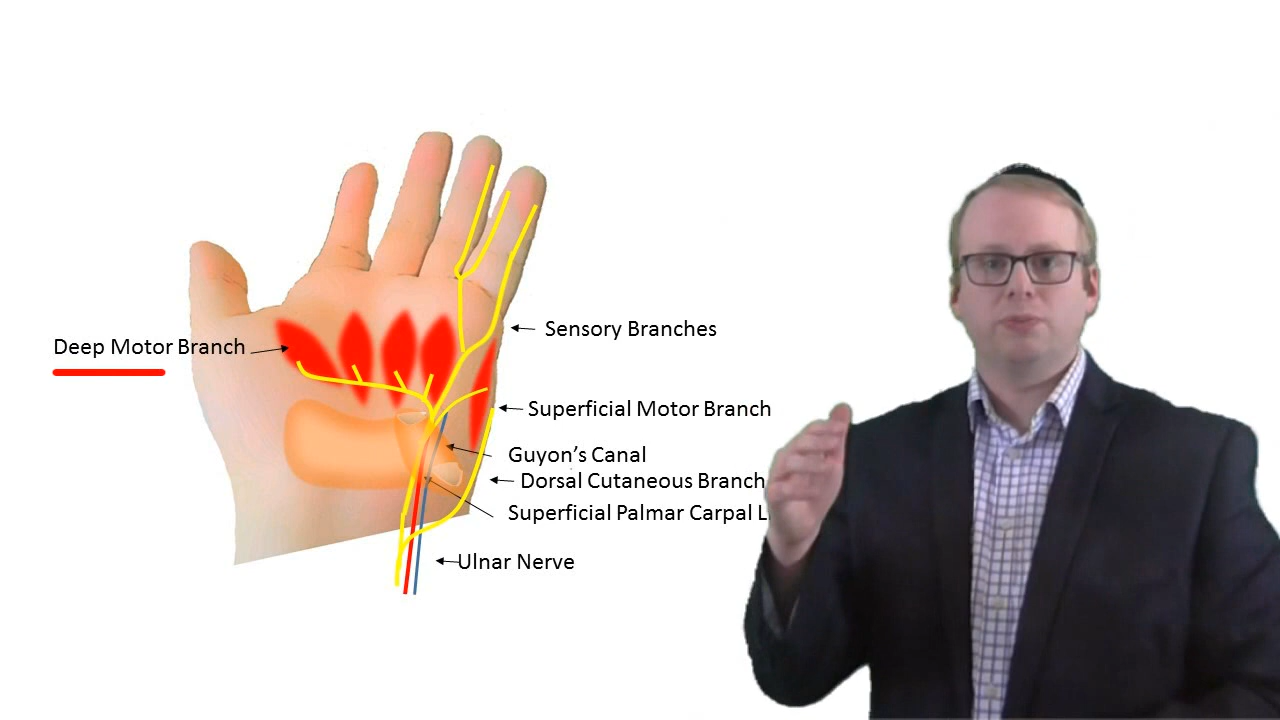 Deep Motor Branch
Sensory Branches
Superficial Motor Branch
Guyon's Canal
Dorsal Cutaneous Branch
Superficial Palmar Carpal
Ulnar Nerve